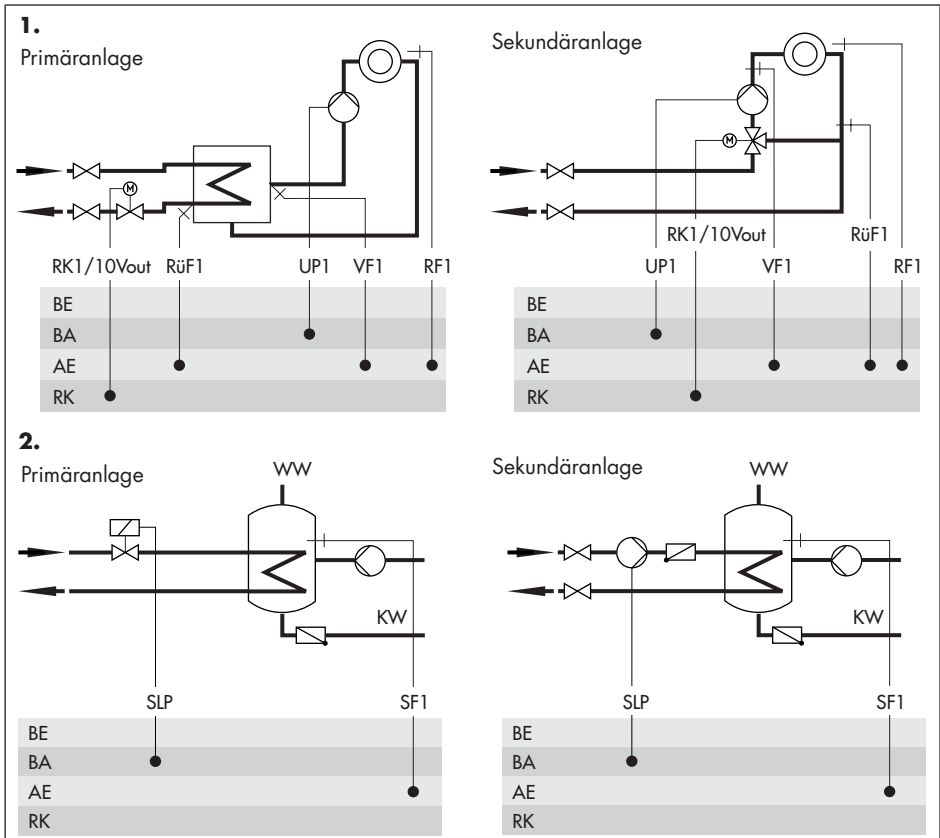 1.
Primäranlage
Sekundäranlage
M
M
RK1/10Vout RüF1 UP1 VF1 RF1
RK1/10Vout RüF1
UP1 VF1 RF1
BE
BA
AE
RK
BE
BA
AE
RK
2.
Primäranlage
WW
KW
SLP SF1
BE
BA
AE
RK
Sekundäranlage
WW
KW
SLP SF1
BE
BA
AE
RK